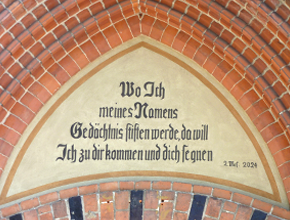 Wo Ich
meines Namens
Gedächtnis stiften werde, da will
Ich zu dir kommen und dich segnen
2. Mos. 20.24